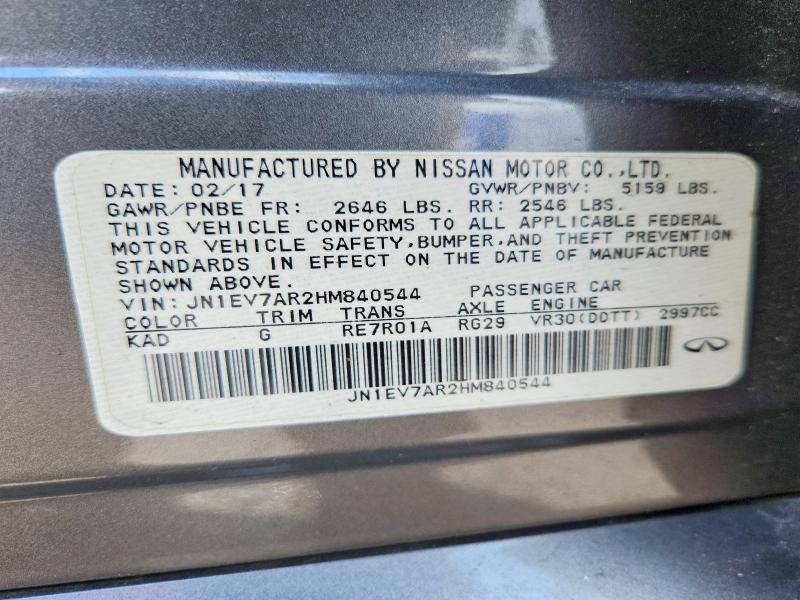 MANUFACTURED BY NISSAN MOTOR CO.,LTD.
DATE: 02/17 GVWR/PNBV: 5159 LBS.
GAWR/PNBE FR: 2646 LBS. RR: 2546 LBS.
THIS VEHICLE CONFORMS TO ALL APPLICABLE FEDERAL
MOTOR VEHICLE SAFETY,BUMPER,AND THEFT PREVENTION
STANDARDS IN EFFECT ON THE DATE OF MANUFACTURE
SHOWN ABOVE.
VIN: JN1EV7AR2HM840544 PASSENGER CAR
COLOR TRIM TRANS AXLE ENGINE
KAD G RE7R01A RG29 VR30(DDTT) 2997CC
JN1EV7AR2HM840544